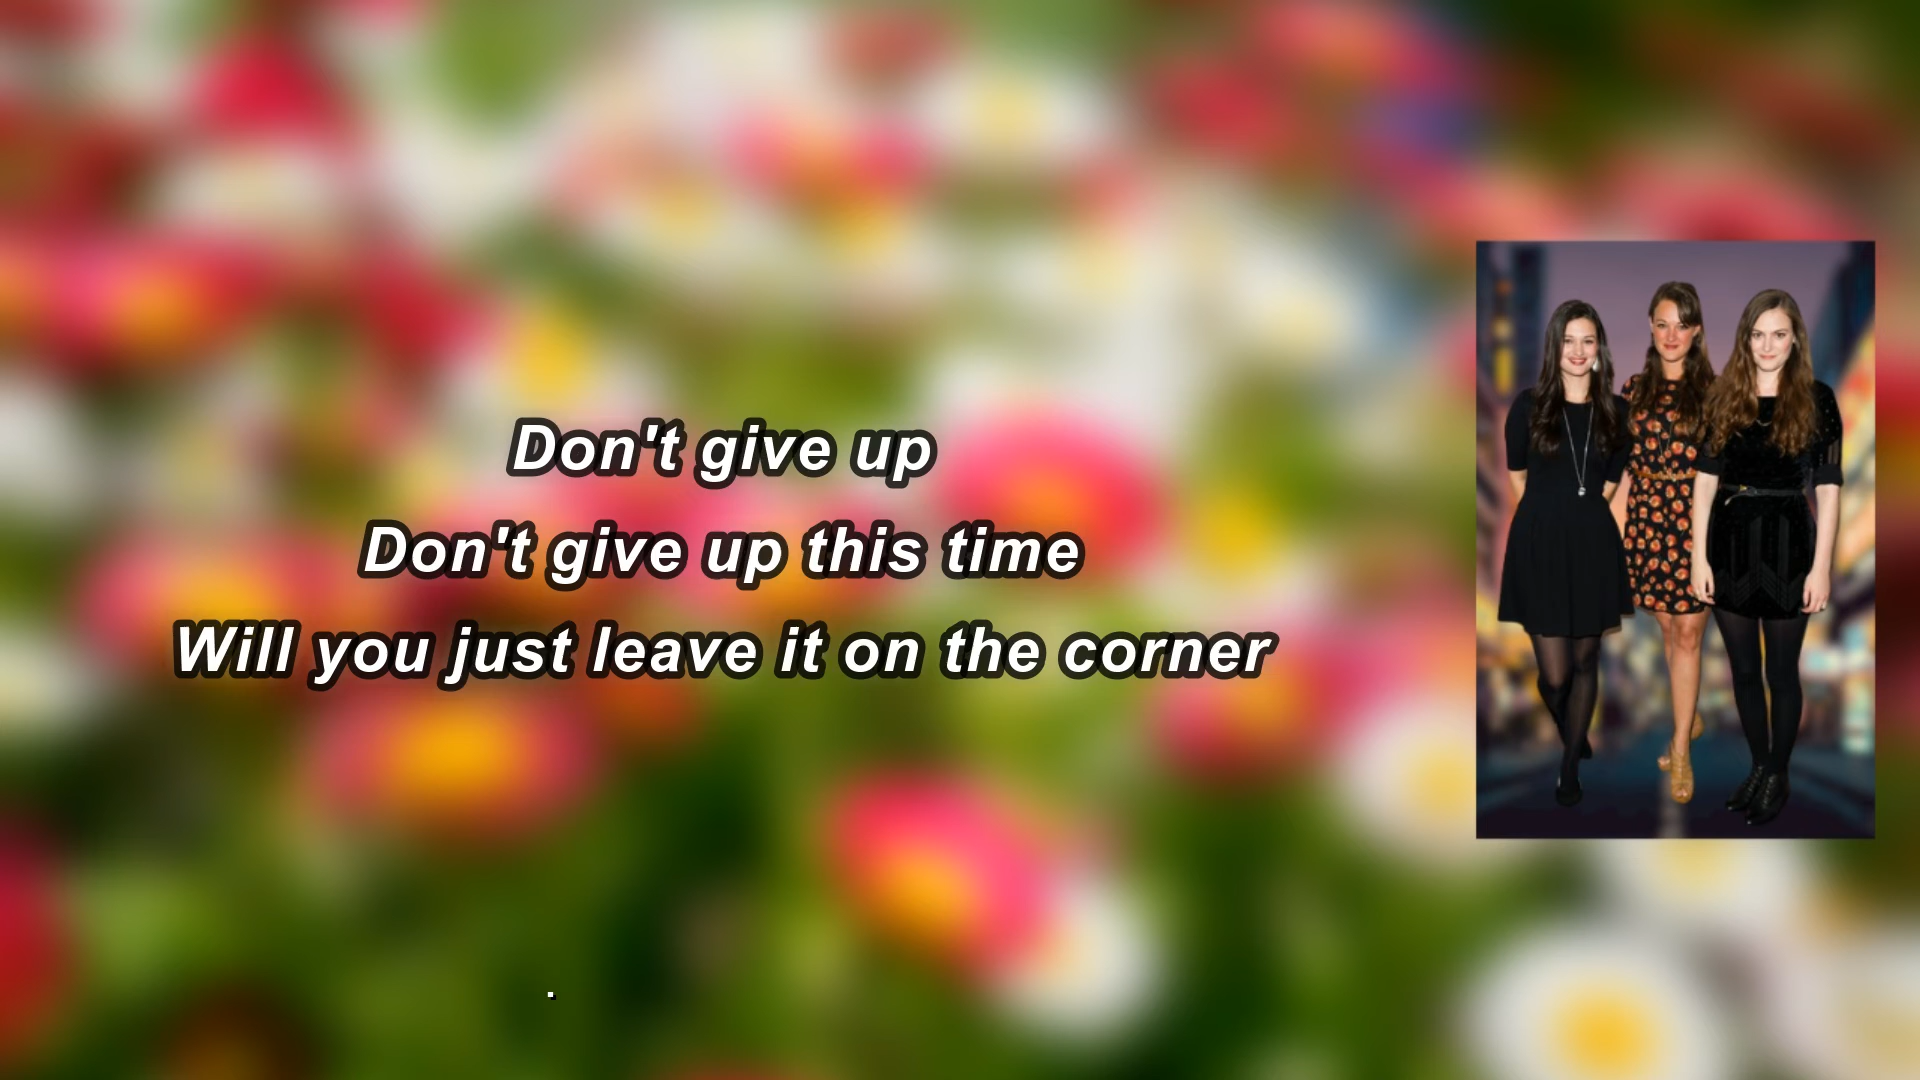 Don't give up
Don't give up this time
Will you just leave it on the corner
.